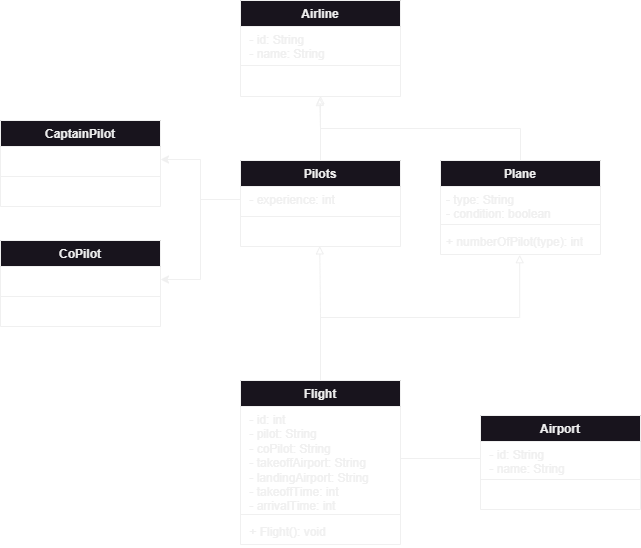 Airline
- id: String
- name: String
CaptainPilot
CoPilot
Pilots
- experience: int
Plane
- type: String
- condition: boolean
+ numberOfPilot(type): int
Flight
- id: int
- pilot: String
- coPilot: String
- takeoffAirport: String
- landingAirport: String
- takeoffTime: int
- arrivalTime: int
+ Flight(): void
Airport
- id: String
- name: String